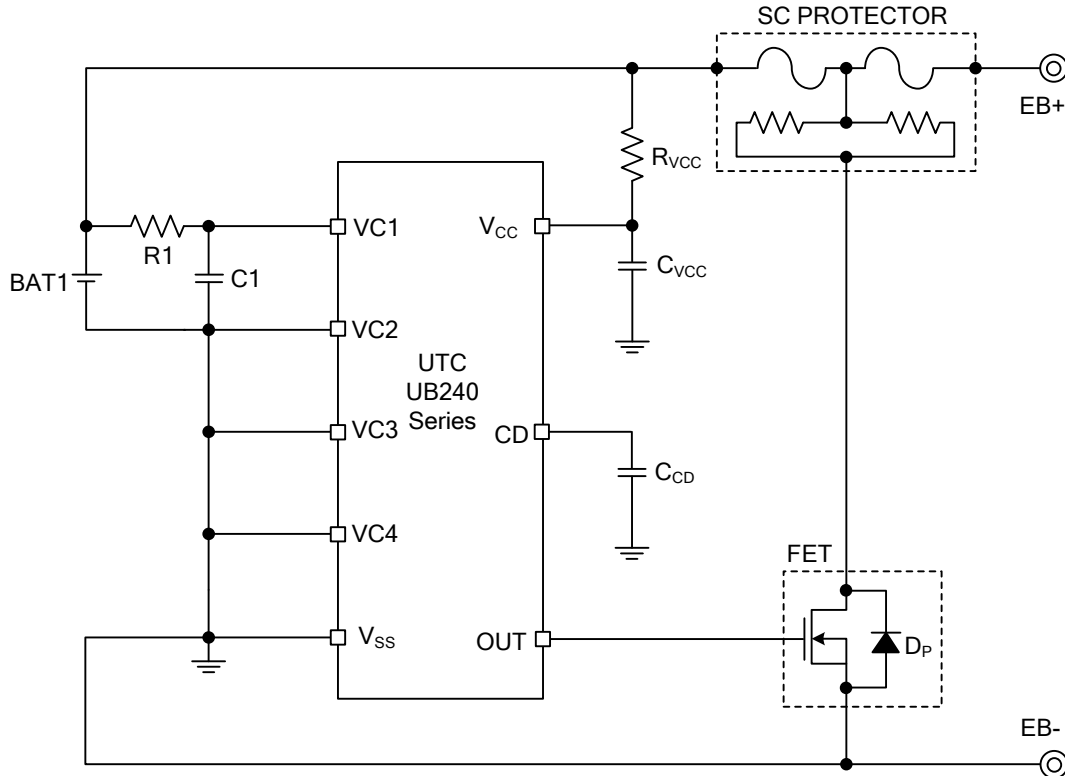 SC PROTECTOR
EB+
RVCC
VC1
VCC
R1
BAT1
C1
CVCC
VC2
UTC
UB240
Series
VC3
CD
CCD
VC4
FET
VSS
OUT
DP
EB-